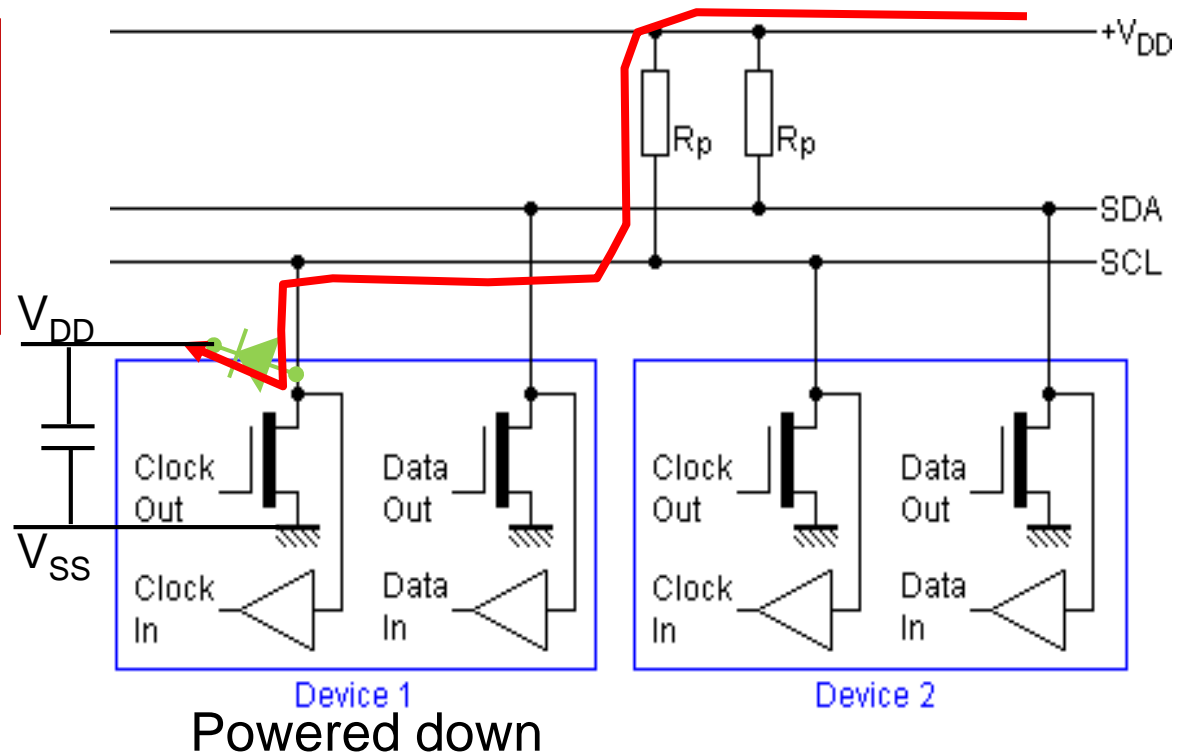 +VDD
Rp
Rp
SDA
SCL
VDD
Clock
Out
Data
Out
Clock
Out
Data
Out
VSS
Clock
In
Data
In
Clock
In
Data
In
Device 1
Device 2
Powered down